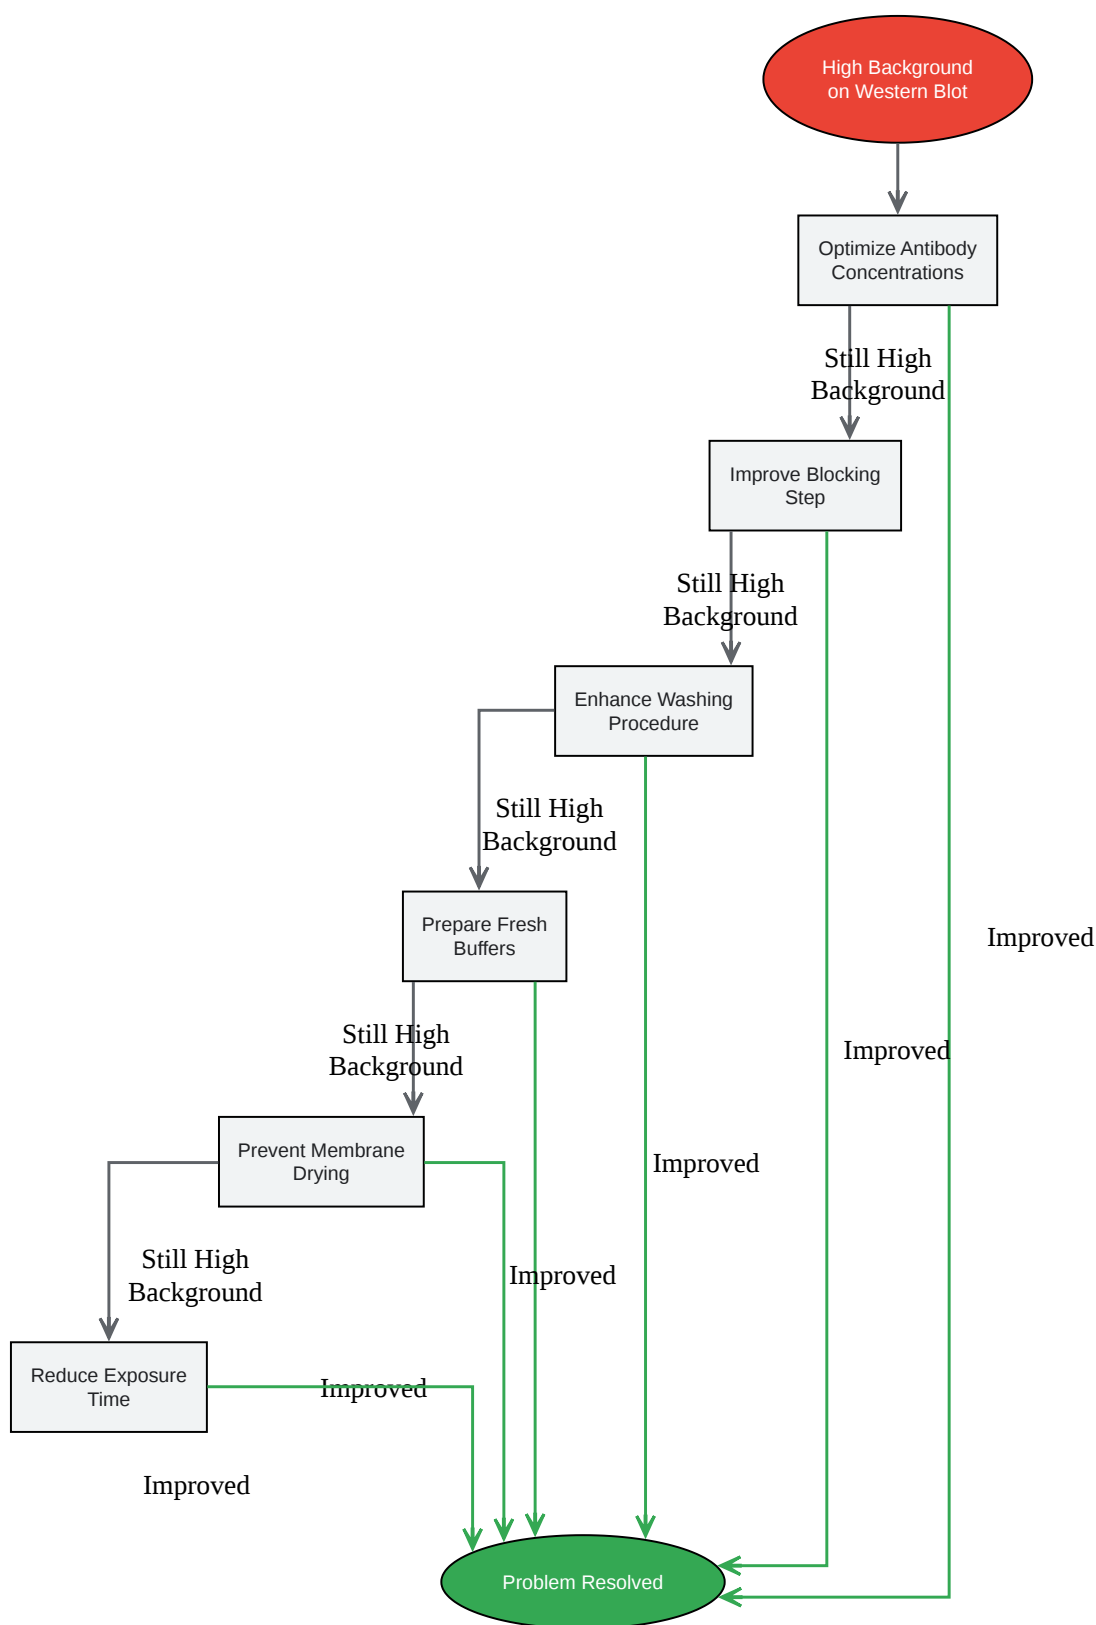 High Background
on Western Blot
Optimize Antibody
Concentrations
Still High
Background
Improve Blocking
Step
Still High
Background
Enhance Washing
Procedure
Still High
Background
Prepare Fresh
Buffers
Improved
Still High
Background
Improved
Prevent Membrane
Drying
Improved
Still High
Background
Improved
Reduce Exposure
Time
Improved
Improved
Problem Resolved